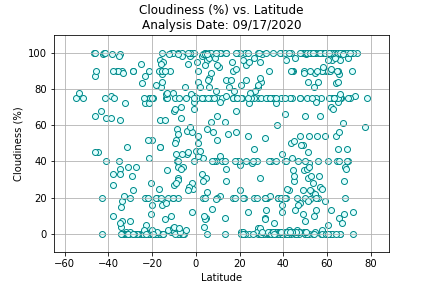 Cloudiness (%) vs. Latitude
Analysis Date: 09/17/2020
100
80
60
40
20
0
Cloudiness (%)
−60 −40 −20 0 20 40 60 80
Latitude